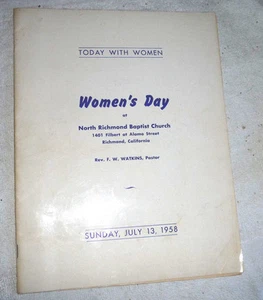 TODAY WITH WOMEN
Women's Day
at
North Richmond Baptist Church
1401 Filbert at Alamo Street
Richmond, California
Rev. F. W. WATKINS, Pastor
SUNDAY, JULY 13, 1958